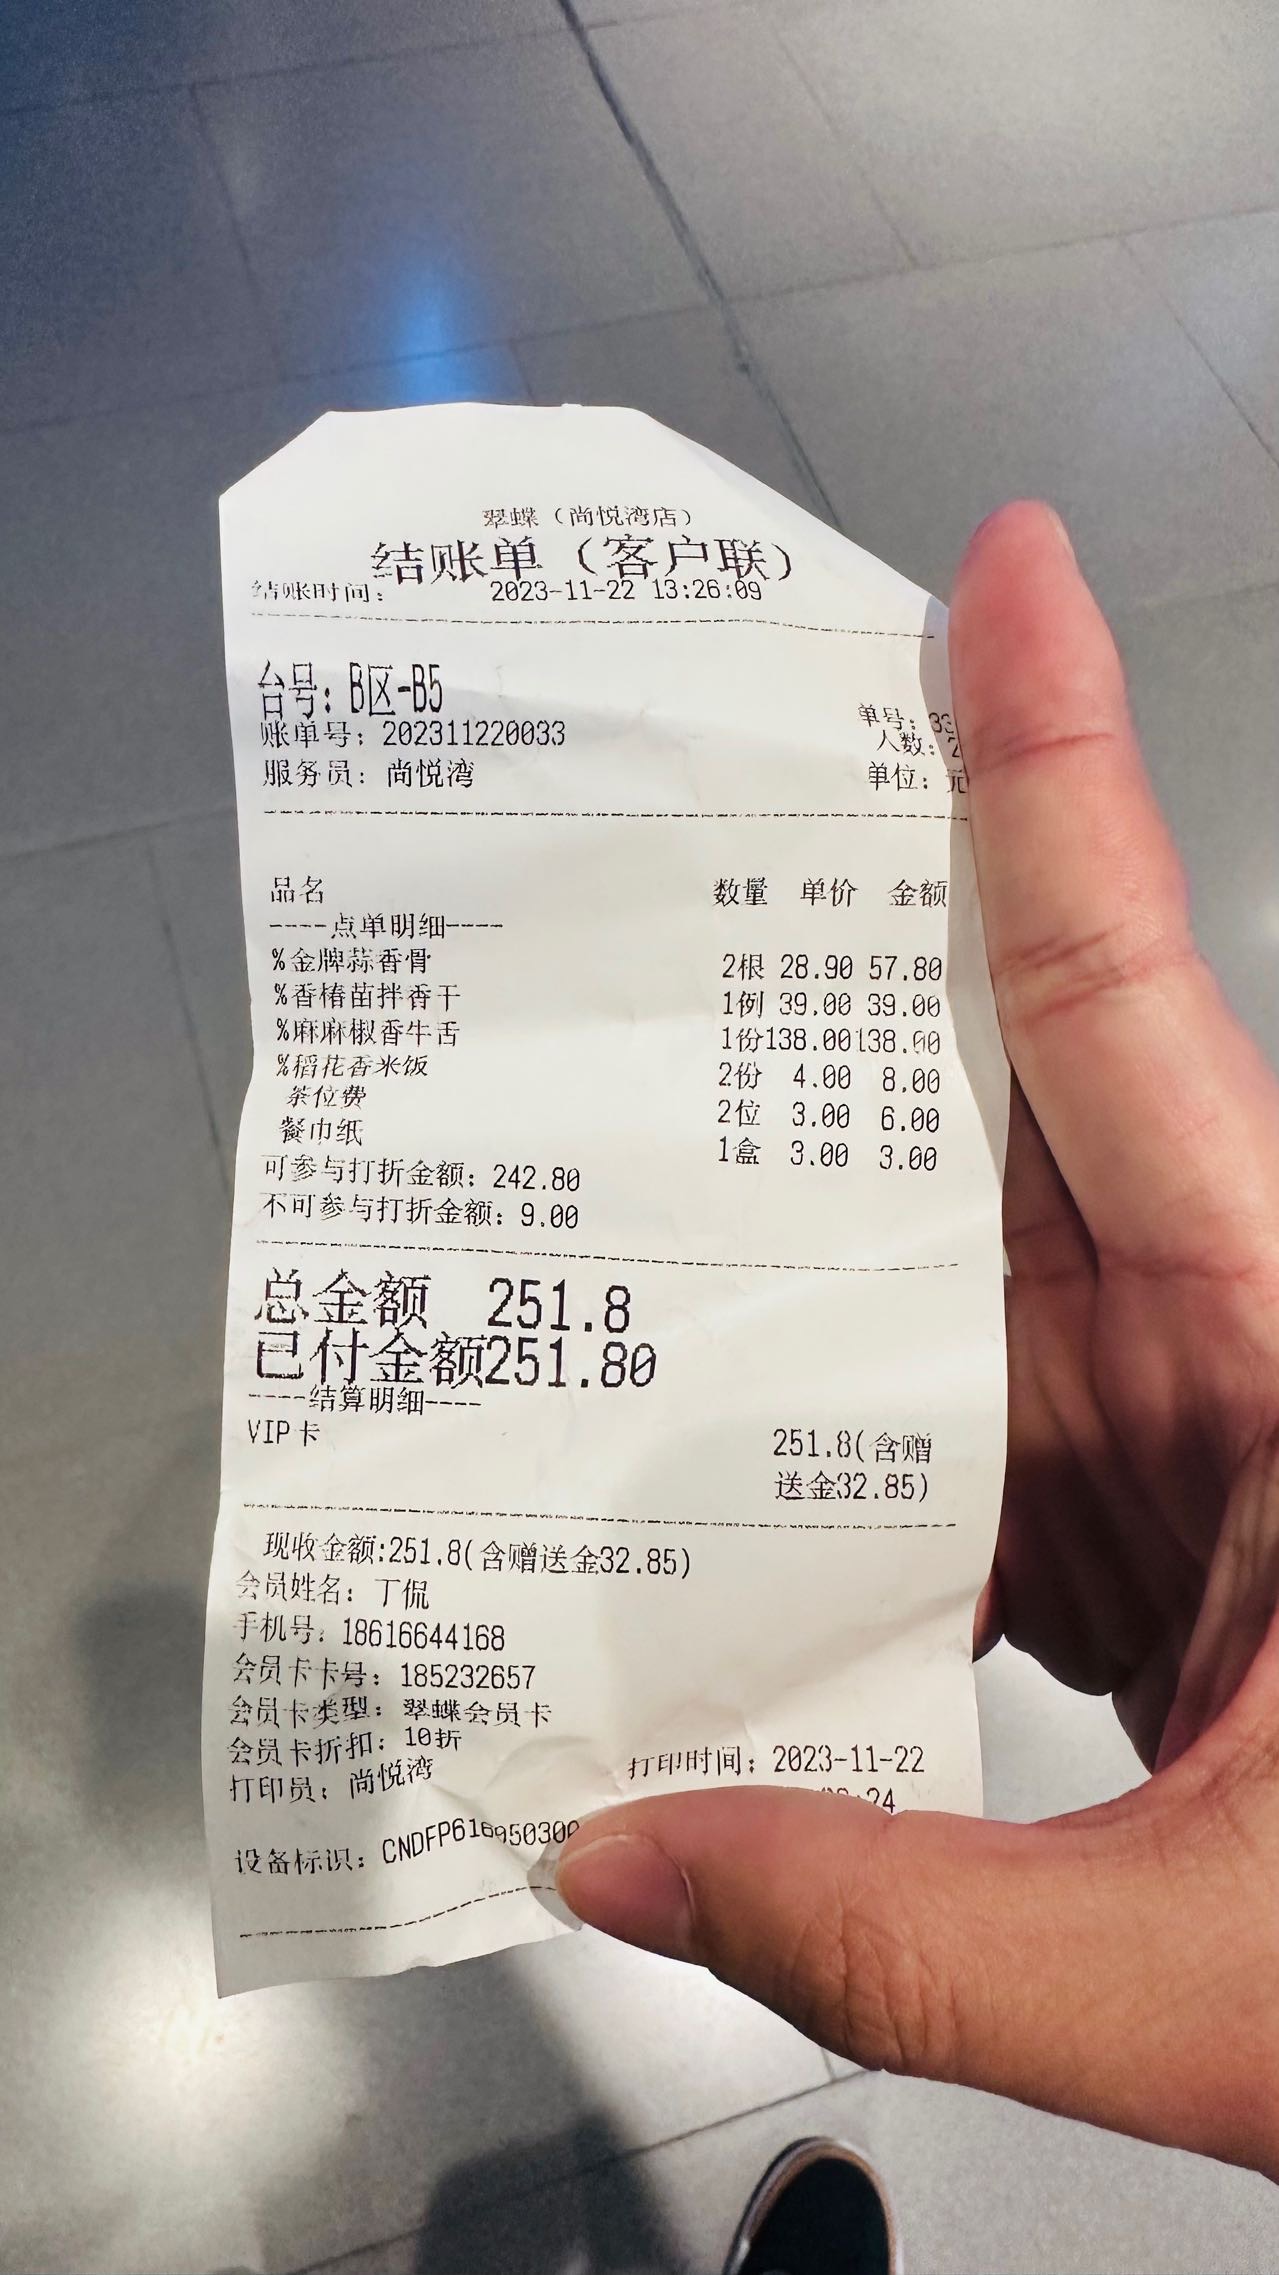 翠蝶（尚悦湾店）
结账单（客户联）
结账时间： 2023-11-22 13:26:09
台号：B区-B5
账单号：202311220033 单号：33
服务员：尚悦湾 人数：2
单位：元
品名 数量 单价 金额
----点单明细----
%金牌蒜香骨 2根 28.90 57.80
%香椿苗拌香干 1例 39.00 39.00
%麻麻椒香牛舌 1份138.00138.00
%稻花香米饭 2份 4.00 8.00
茶位费 2位 3.00 6.00
餐巾纸 1盒 3.00 3.00
可参与打折金额：242.80
不可参与打折金额：9.00
总金额 251.8
已付金额251.80
----结算明细----
VIP卡 251.8(含赠
送金32.85)
现收金额:251.8(含赠送金32.85)
会员姓名：丁侃
手机号：18616644168
会员卡卡号：185232657
会员卡类型：翠蝶会员卡
会员卡折扣：10折
打印员：尚悦湾 打印时间：2023-11-22
:24
设备标识：CNDFP618950300